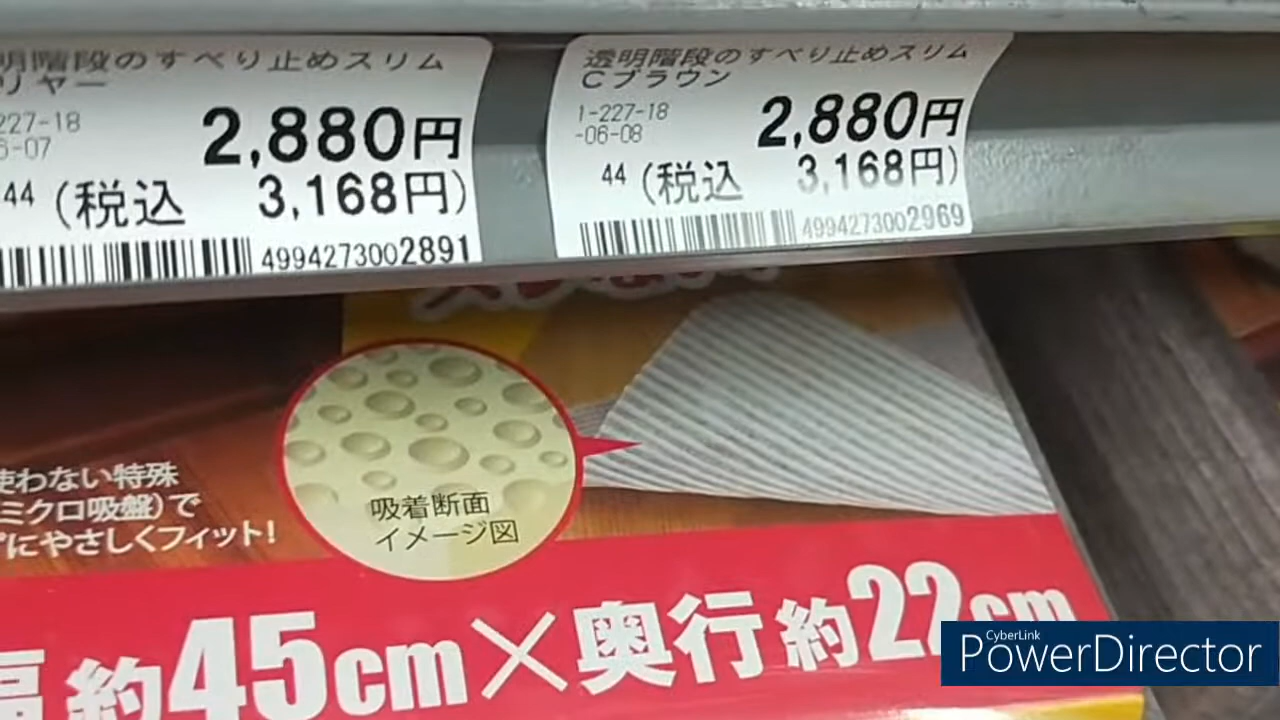 明階段のすべり止めスリム
リヤー
227-18
6-07
2,880円
44 (税込 3,168円)
4994273002891
透明階段のすべり止めスリム
Cブラウン
1-227-18
-06-08
2,880円
44 (税込 3,168円)
4994273002969
使わない特殊
ミクロ吸盤)で
にやさしくフィット!
吸着断面
イメージ図
幅約45cm×奥行約22cm
CyberLink
PowerDirector